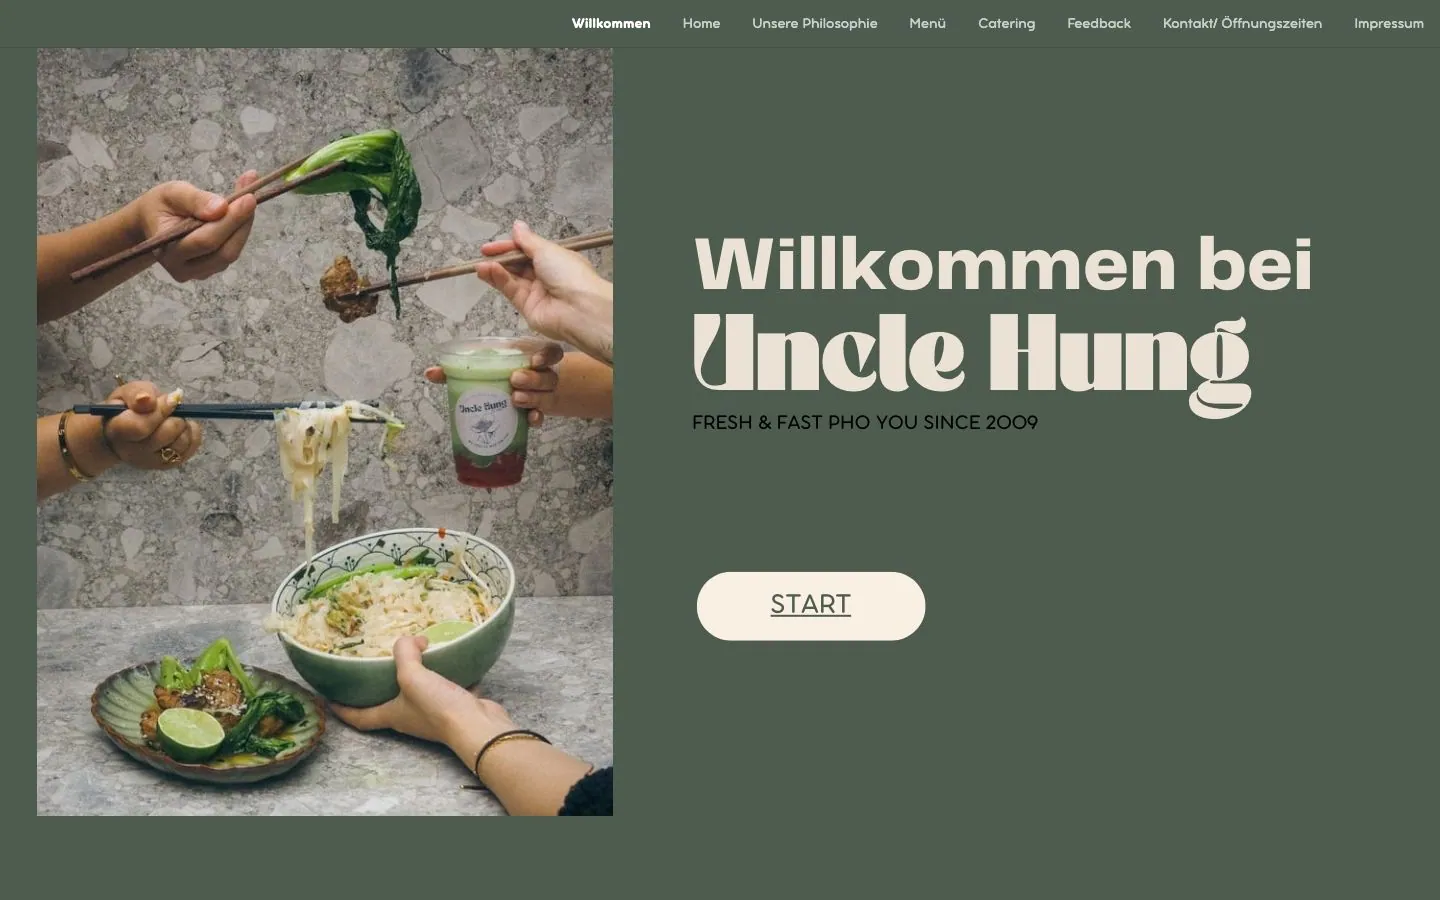 Willkommen Home Unsere Philosophie Menü Catering Feedback Kontakt/ Öffnungszeiten Impressum
Willkommen bei
Uncle Hung
FRESH & FAST PHO YOU SINCE 2009
START
Uncle Hung